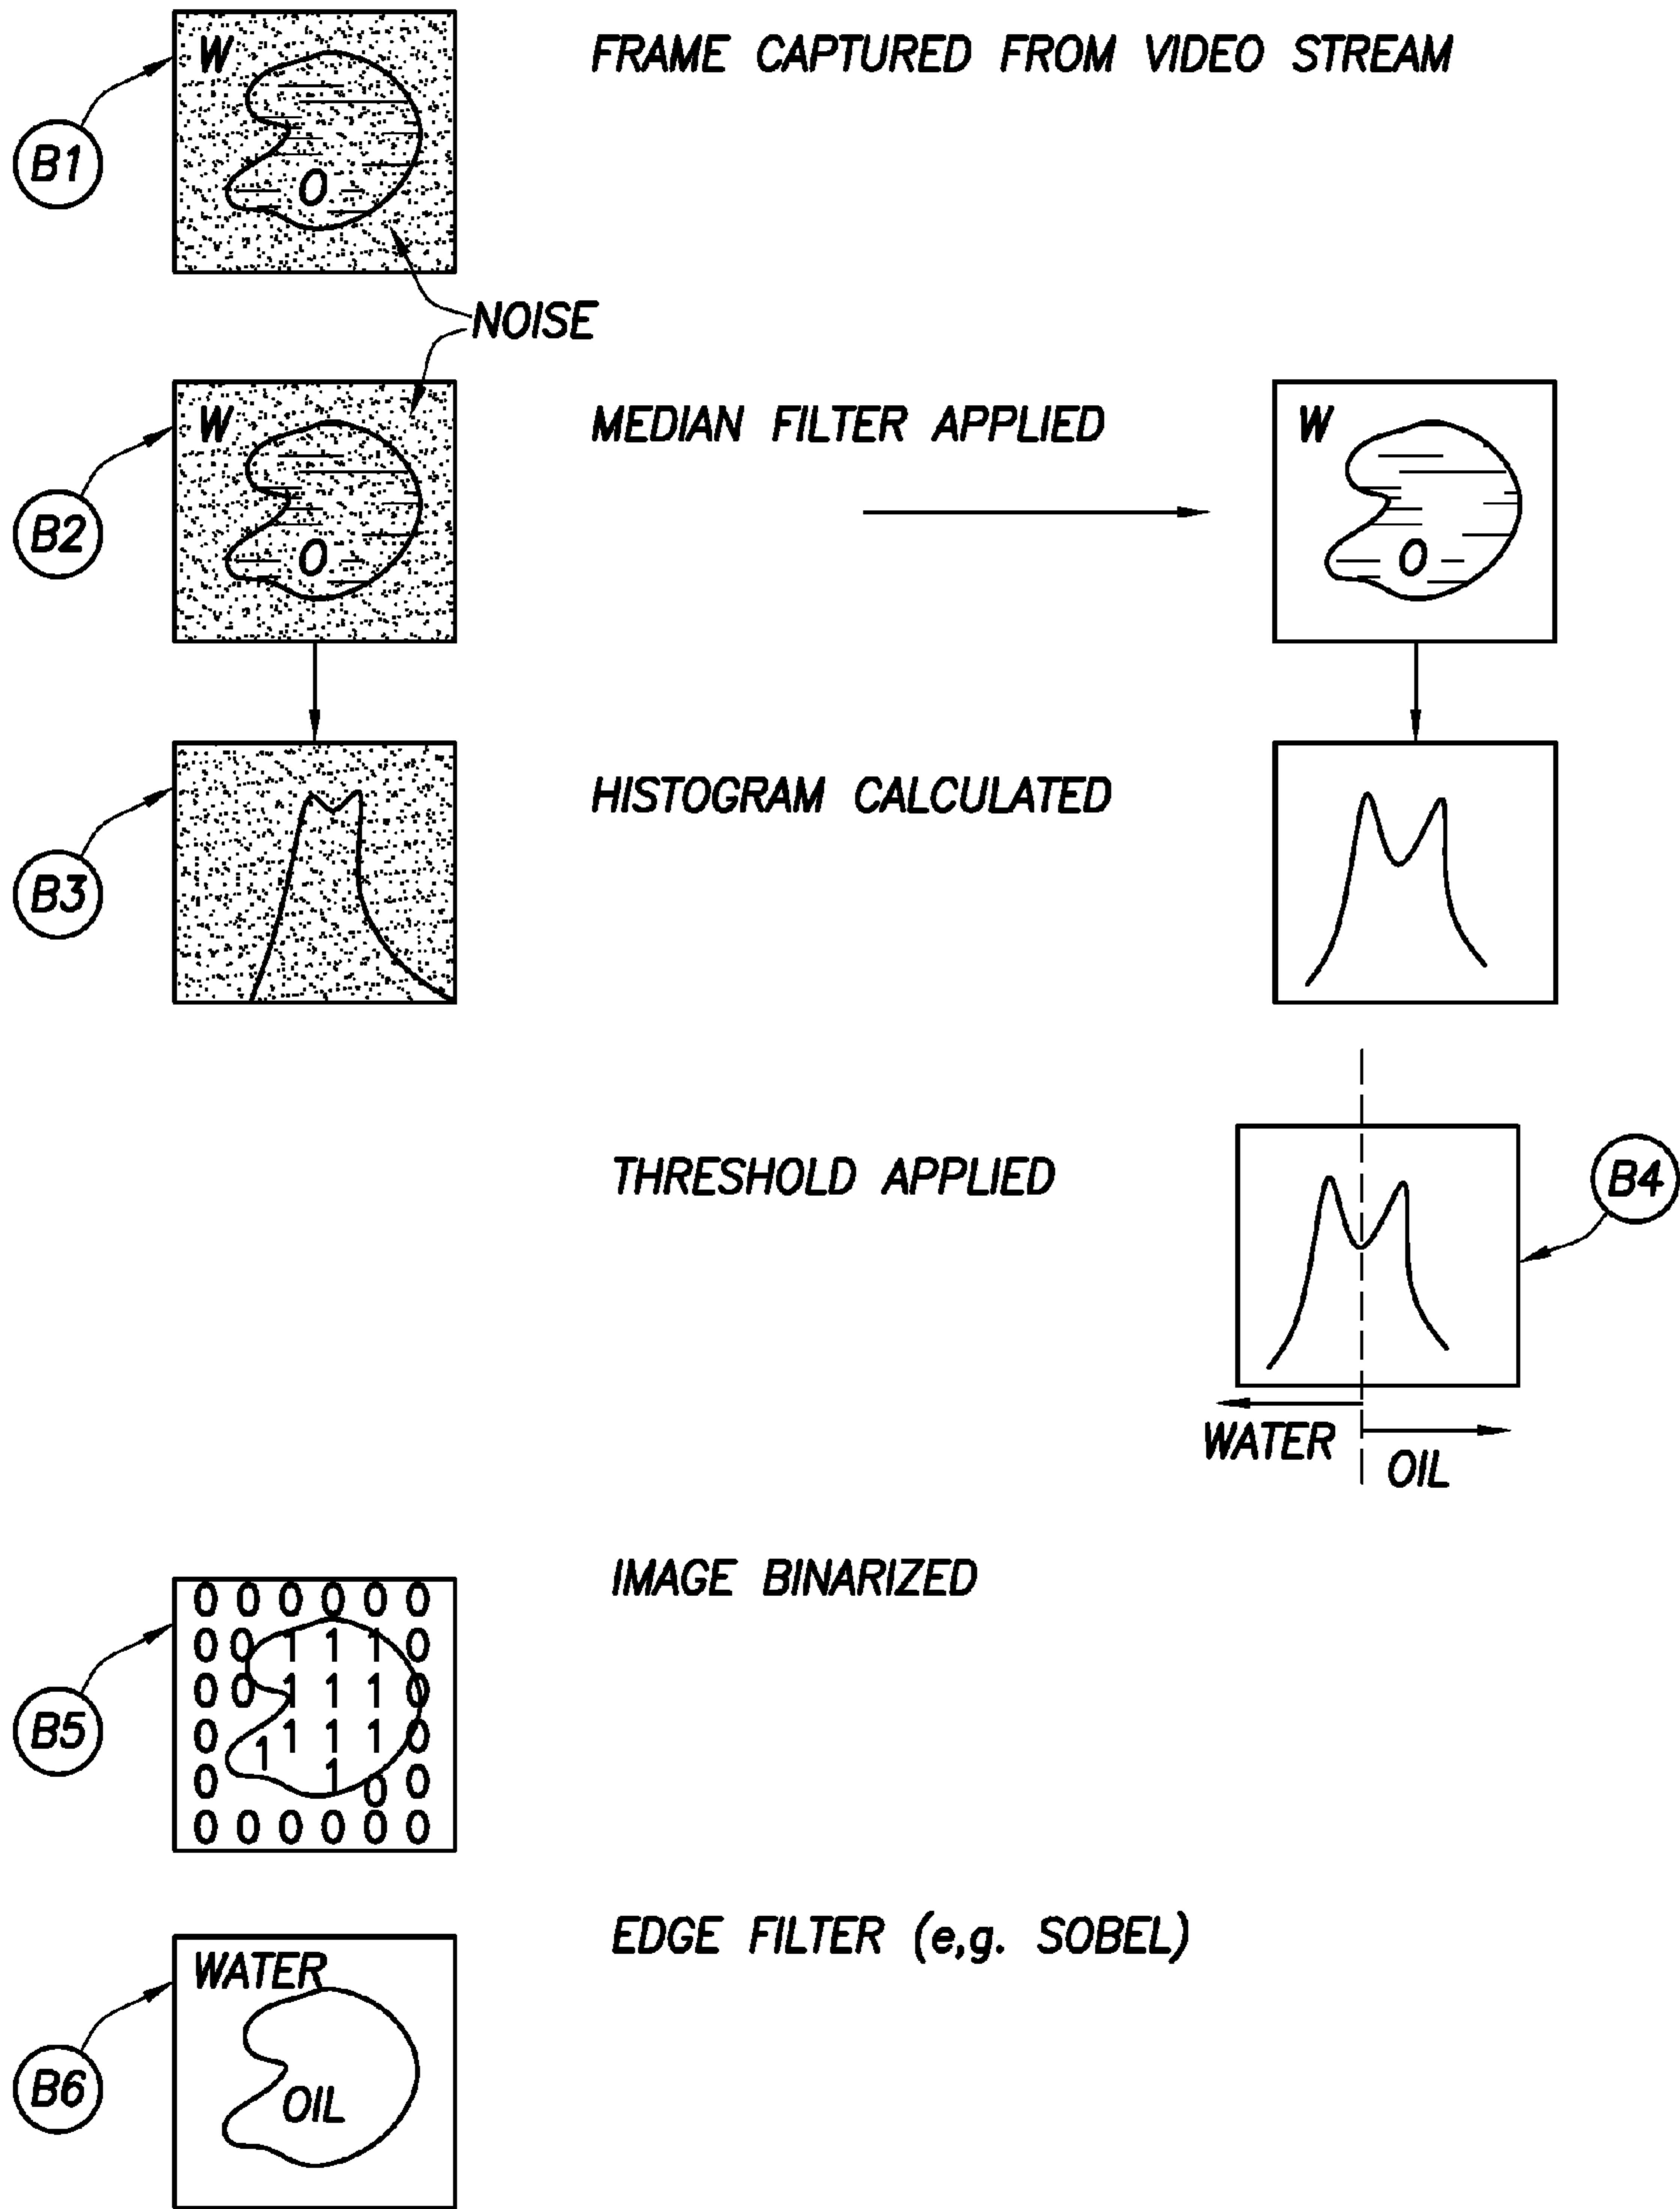 W
FRAME CAPTURED FROM VIDEO STREAM
B1
O
NOISE
W
MEDIAN FILTER APPLIED
W
B2
O
O
HISTOGRAM CALCULATED
B3
THRESHOLD APPLIED
B4
WATER
OIL
IMAGE BINARIZED
0 0 0 0 0 0
0 0 1 1 1 0
0 0 1 1 1 0
B5
0 1 1 1 1 0
0 1 0 0
0 0 0 0 0 0
EDGE FILTER (e,g. SOBEL)
WATER
B6
OIL